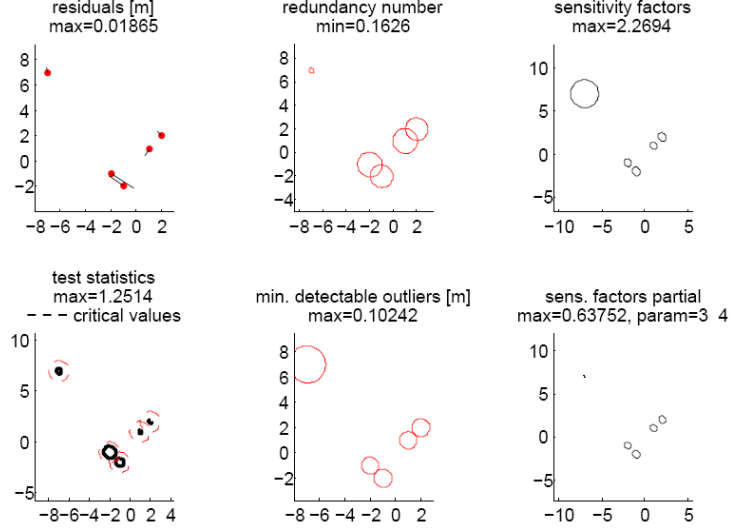 residuals [m]
max=0.01865
8
6
4
2
0
−2
−8 −6 −4 −2 0 2
redundancy number
min=0.1626
8
6
4
2
0
−2
−4
−8 −6 −4 −2 0 2
sensitivity factors
max=2.2694
10
5
0
−5
−10 −5 0 5
test statistics
max=1.2514
− − − critical values
10
5
0
−5
−8 −6 −4 −2 0 2 4
min. detectable outliers [m]
max=0.10242
8
6
4
2
0
−2
−8 −6 −4 −2 0 2
sens. factors partial
max=0.63752, param=3 4
10
5
0
−5
−10 −5 0 5